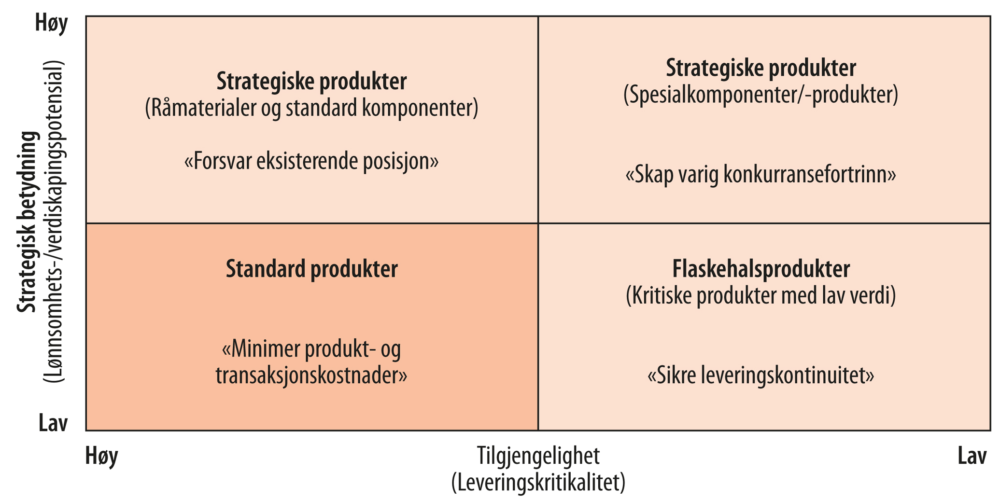 Høy
Strategisk betydning
(Lønnsomhets-/verdiskapingspotensial)
Lav
Strategiske produkter
(Råmaterialer og standard komponenter)
«Forsvar eksisterende posisjon»
Strategiske produkter
(Spesialkomponenter/-produkter)
«Skap varig konkurransefortrinn»
Standard produkter
«Minimer produkt- og
transaksjonskostnader»
Flaskehalsprodukter
(Kritiske produkter med lav verdi)
«Sikre leveringskontinuitet»
Høy
Tilgjengelighet
(Leveringskritikalitet)
Lav